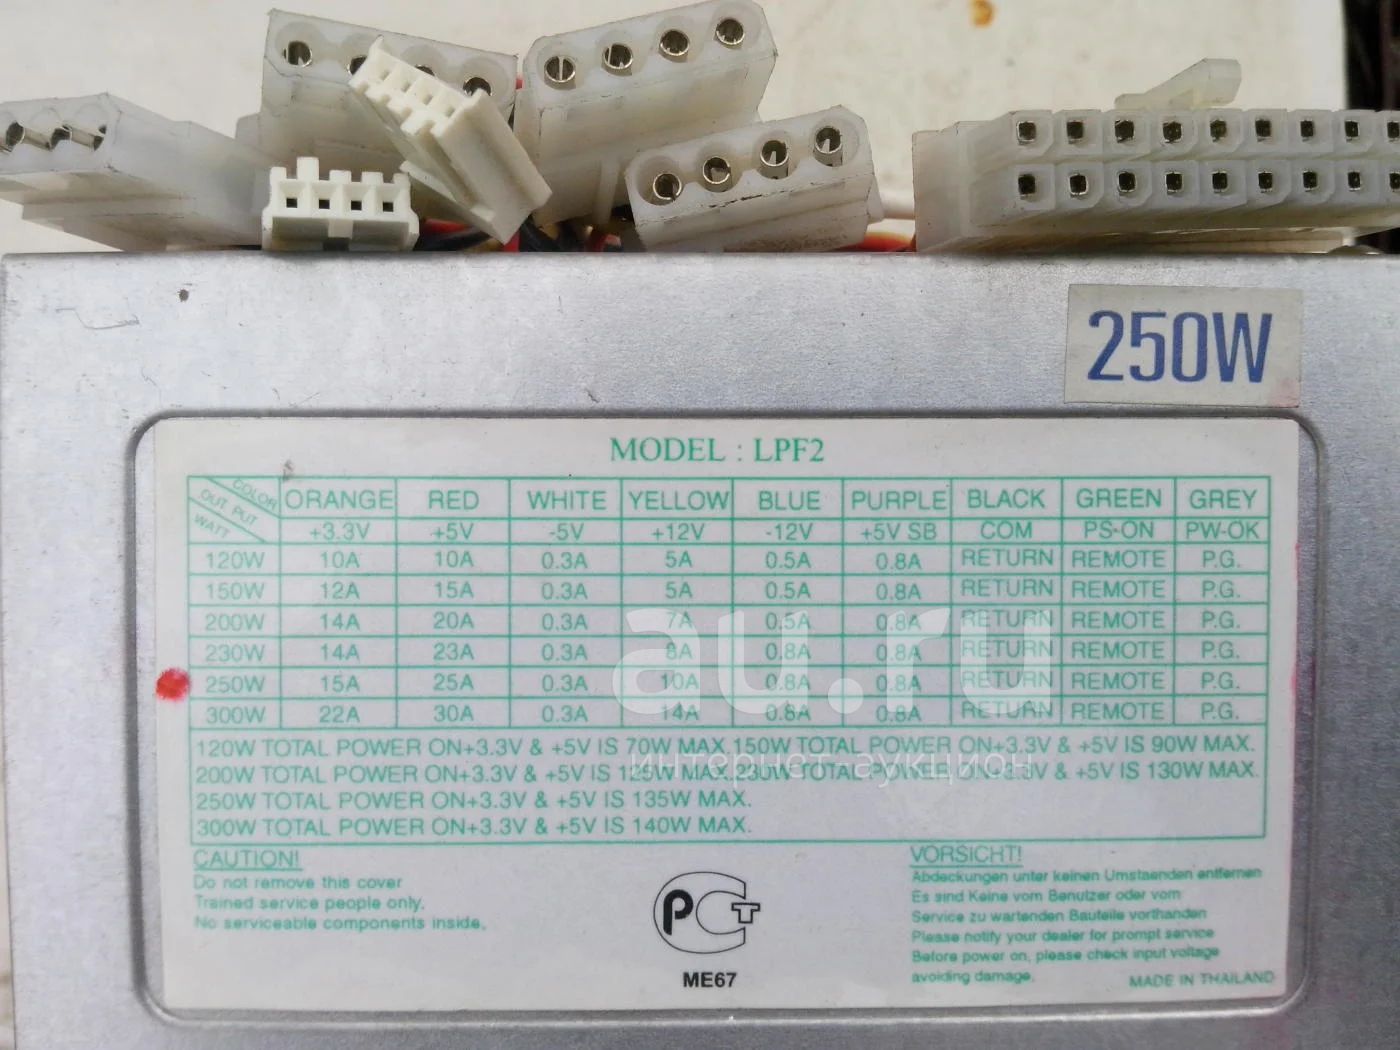 250W
MODEL : LPF2
COLOR OUT PUT WATT ORANGE RED WHITE YELLOW BLUE PURPLE BLACK GREEN GREY
+3.3V +5V -5V +12V -12V +5V SB COM PS-ON PW-OK
120W 10A 10A 0.3A 5A 0.5A 0.8A RETURN REMOTE P.G.
150W 12A 15A 0.3A 5A 0.5A 0.8A RETURN REMOTE P.G.
200W 14A 20A 0.3A 7A 0.5A 0.8A RETURN REMOTE P.G.
230W 14A 23A 0.3A 8A 0.8A 0.8A RETURN REMOTE P.G.
250W 15A 25A 0.3A 10A 0.8A 0.8A RETURN REMOTE P.G.
300W 22A 30A 0.3A 14A 0.8A 0.8A RETURN REMOTE P.G.
au.ru
интернет-аукцион
120W TOTAL POWER ON+3.3V & +5V IS 70W MAX.150W TOTAL POWER ON+3.3V & +5V IS 90W MAX.
200W TOTAL POWER ON+3.3V & +5V IS 125W MAX.230W TOTAL POWER ON+3.3V & +5V IS 130W MAX.
250W TOTAL POWER ON+3.3V & +5V IS 135W MAX.
300W TOTAL POWER ON+3.3V & +5V IS 140W MAX.
CAUTION!
Do not remove this cover
Trained service people only.
No serviceable components inside.
РСТ
ME67
VORSICHT!
Abdeckungen unter keinen Umstaenden entfernen
Es sind Keine vom Benutzer oder vom
Service zu wartenden Bauteile vorthanden
Please notify your dealer for prompt service
Before power on, please check input voltage
avoiding damage.
MADE IN THAILAND